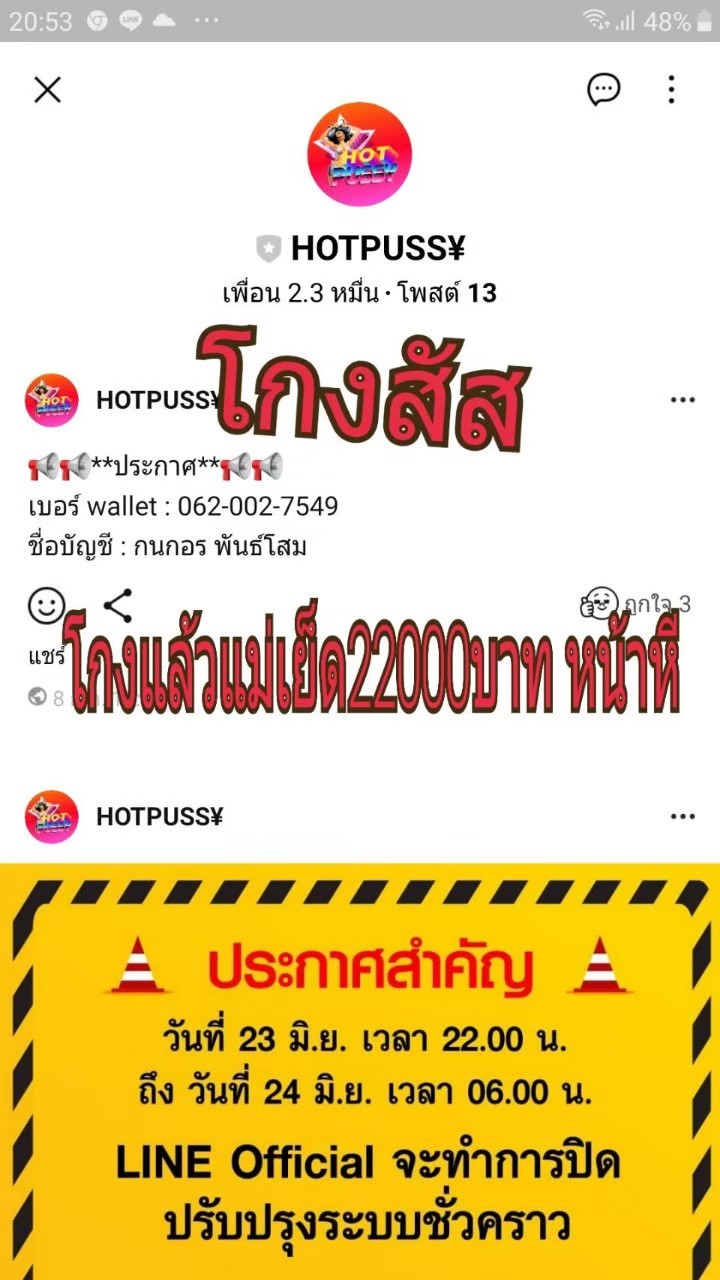 20:53
LINE
48%
HOT
PUSSY
HOTPUSS¥
เพื่อน 2.3 หมื่น · โพสต์ 13
โกงสัส
HOTPUSS¥
📢📢**ประกาศ**📢📢
เบอร์ wallet : 062-002-7549
ชื่อบัญชี : กนกอร พันธ์โสม
ถูกใจ 3
แชร์
โกงแล้วแม่เย็ด22000บาท หน้าหี
8
HOTPUSS¥
ประกาศสำคัญ
วันที่ 23 มิ.ย. เวลา 22.00 น.
ถึง วันที่ 24 มิ.ย. เวลา 06.00 น.
LINE Official จะทำการปิด
ปรับปรุงระบบชั่วคราว